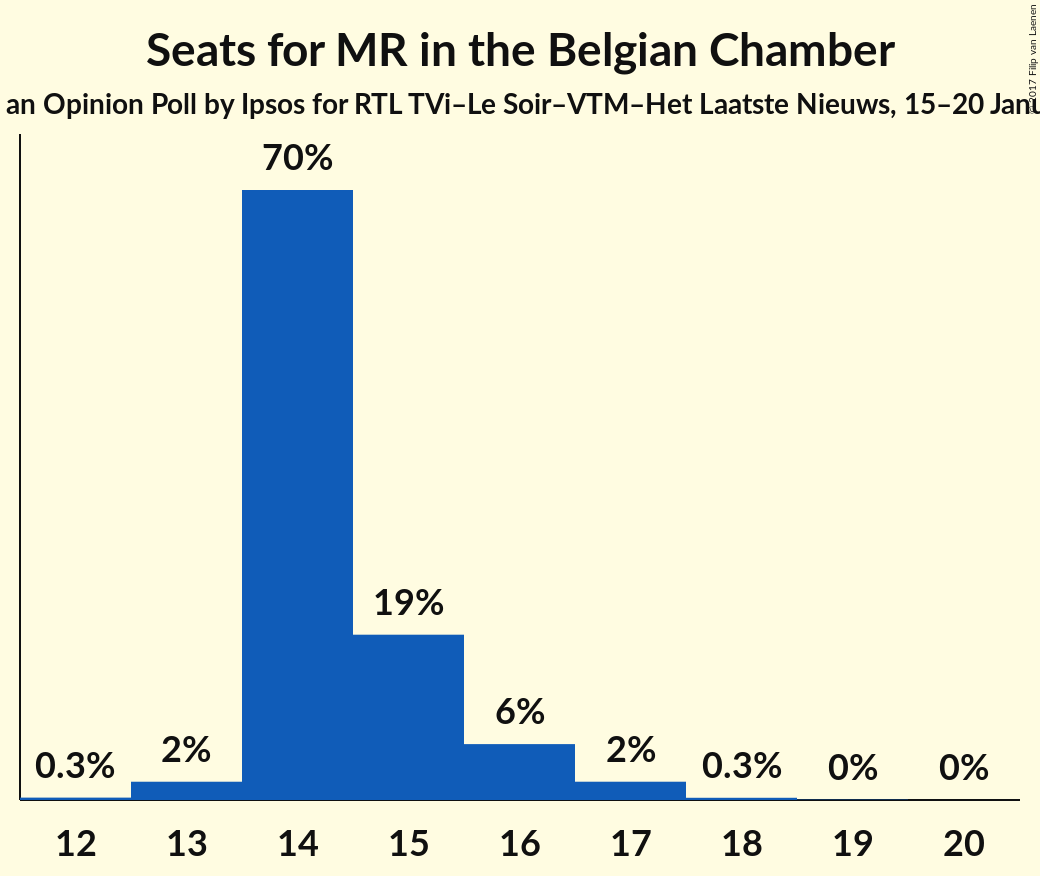 Seats for MR in the Belgian Chamber
an Opinion Poll by Ipsos for RTL TVi–Le Soir–VTM–Het Laatste Nieuws, 15–20 Janu
© 2017 Filip van Laenen
70%
19%
6%
2%
2%
0.3%
0.3%
0%
0%
12 13 14 15 16 17 18 19 20